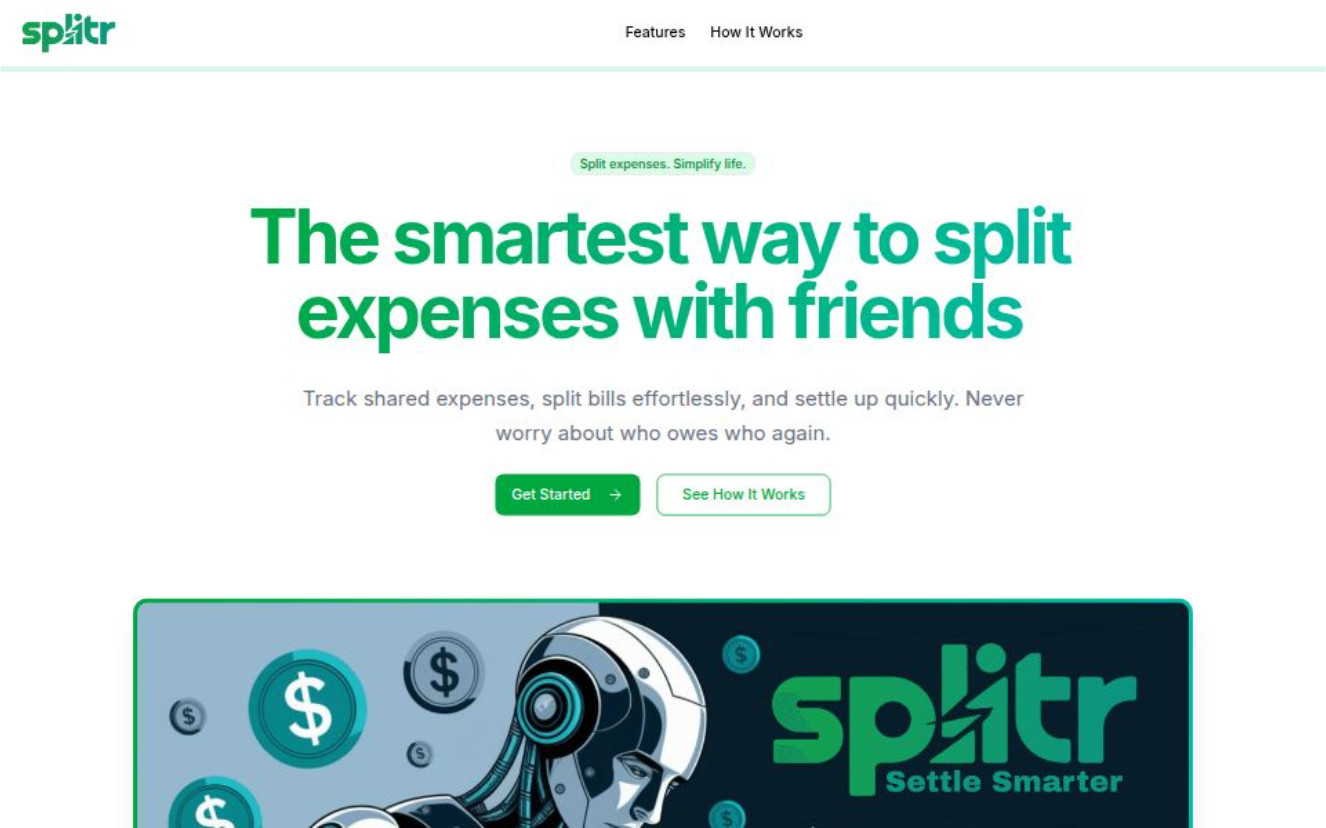 splitr
Features How It Works
Split expenses. Simplify life.
The smartest way to split
expenses with friends
Track shared expenses, split bills effortlessly, and settle up quickly. Never
worry about who owes who again.
Get Started → See How It Works
$ $ $ $ $ $ $
splitr
Settle Smarter